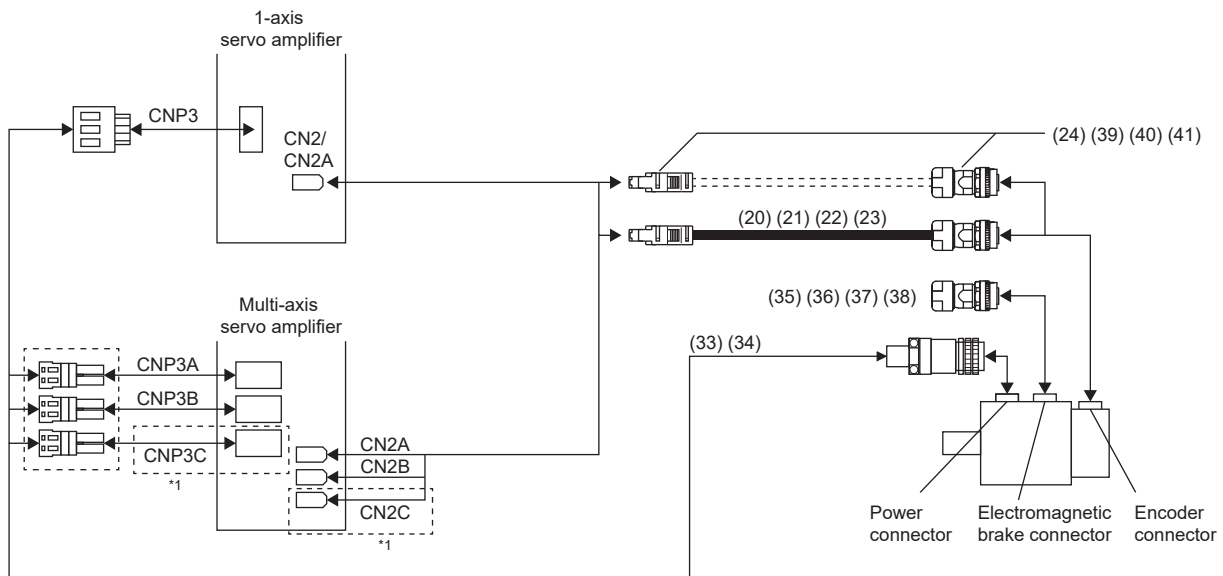 1-axis
servo amplifier
CNP3
CN2/
CN2A
(24) (39) (40) (41)
(20) (21) (22) (23)
(35) (36) (37) (38)
(33) (34)
Multi-axis
servo amplifier
CNP3A
CNP3B
CNP3C
*1
CN2A
CN2B
CN2C
*1
Power
connector
Electromagnetic
brake connector
Encoder
connector